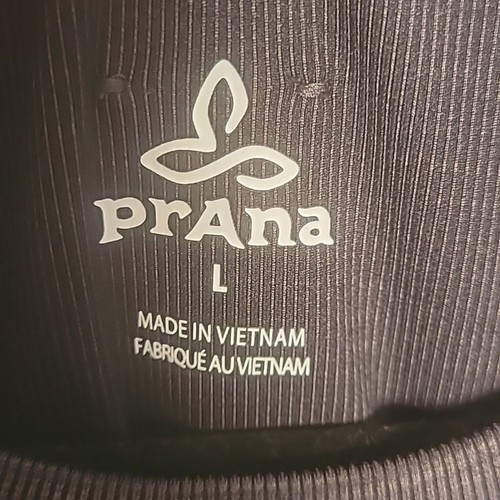 prAna
L
MADE IN VIETNAM
FABRIQUÉ AU VIETNAM